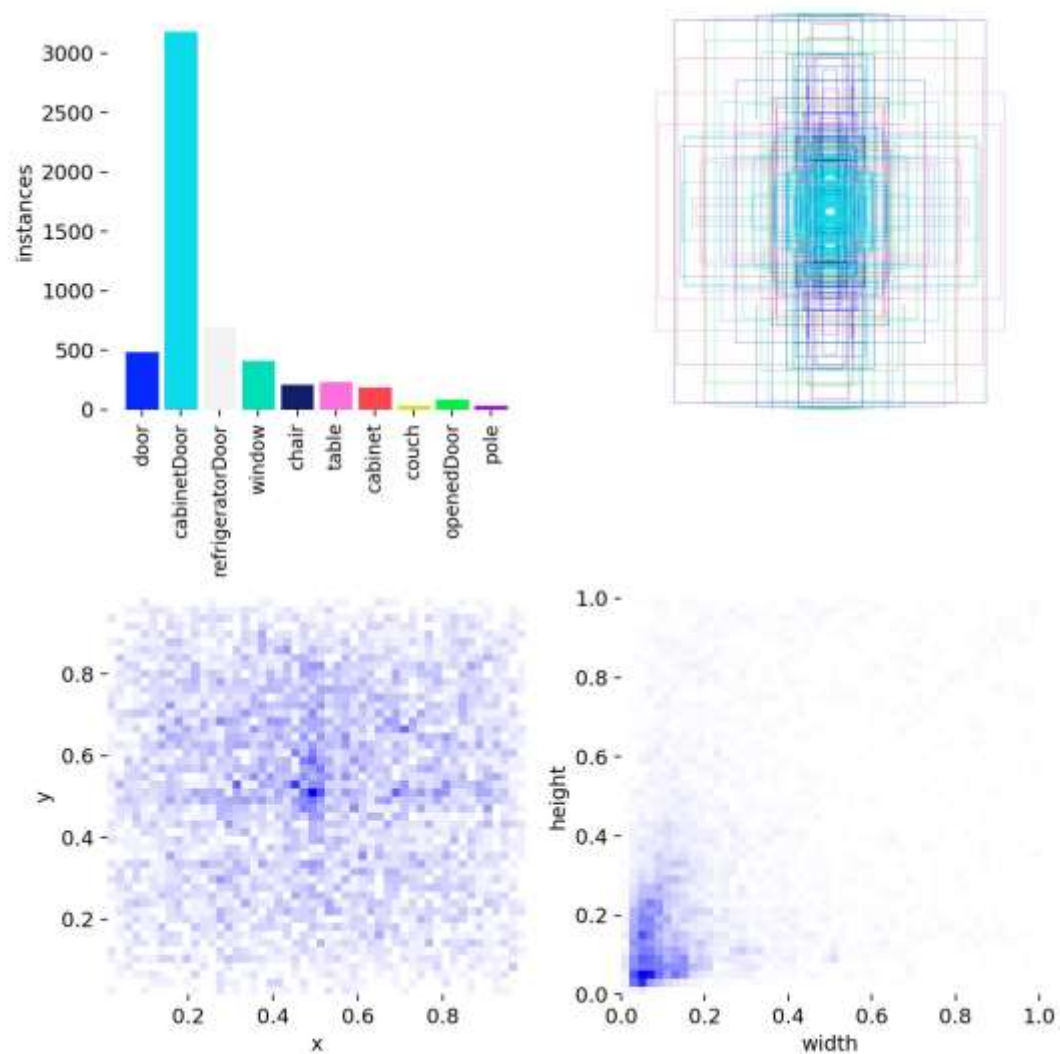 instances
3000
2500
2000
1500
1000
500
0
door
cabinetDoor
refrigeratorDoor
window
chair
table
cabinet
couch
openedDoor
pole
y
0.8
0.6
0.4
0.2
0.2
0.4
0.6
0.8
x
height
1.0
0.8
0.6
0.4
0.2
0.0
0.0
0.2
0.4
0.6
0.8
1.0
width